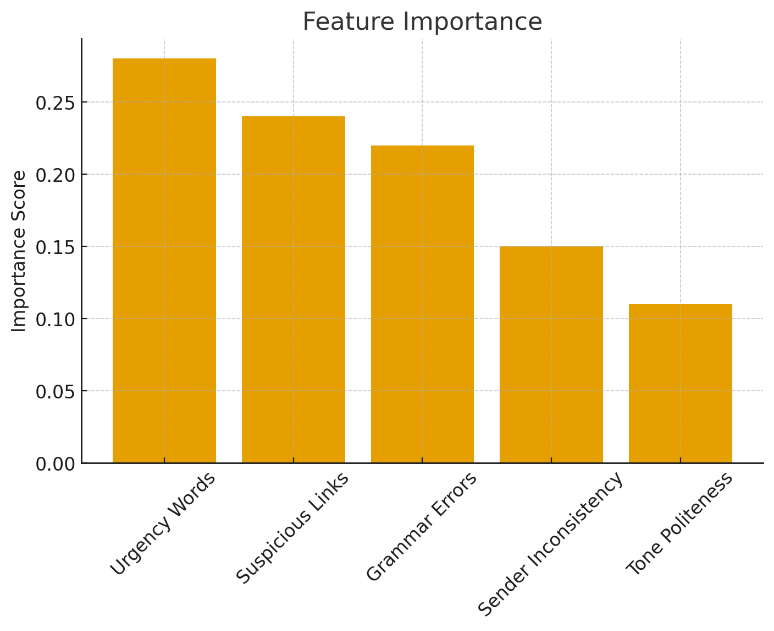 Feature Importance
Importance Score
0.25
0.20
0.15
0.10
0.05
0.00
Urgency Words
Suspicious Links
Grammar Errors
Sender Inconsistency
Tone Politeness